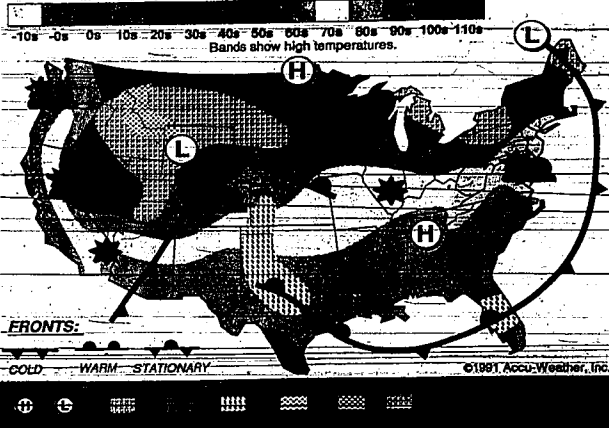 -10s -0s 0s 10s 20s 30s 40s 50s 60s 70s 80s 90s 100s 110s
Bands show high temperatures.
L
H
L
H
FRONTS:
COLD WARM STATIONARY
©1991 Accu-Weather, Inc.
H L